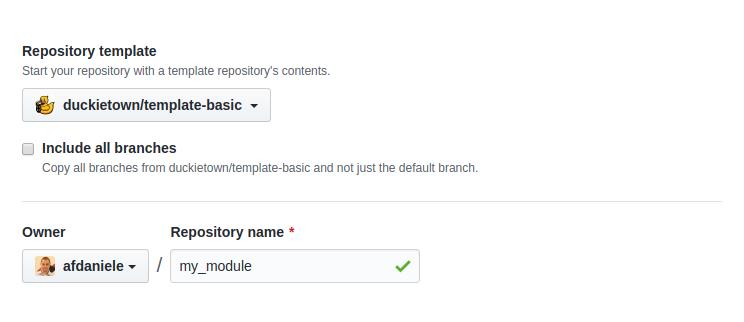 Repository template
Start your repository with a template repository's contents.
duckietown/template-basic
Include all branches
Copy all branches from duckietown/template-basic and not just the default branch.
Owner Repository name *
afdaniele / my_module